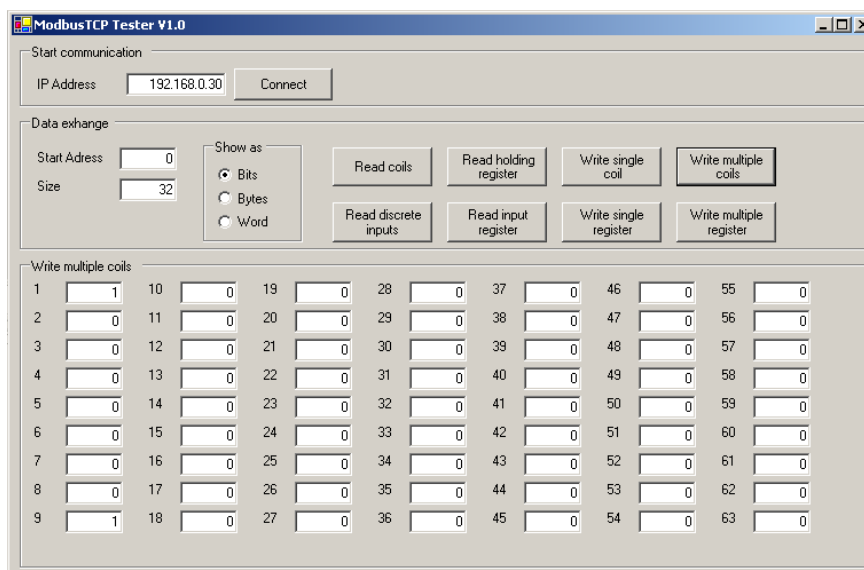 ModbusTCP Tester V1.0
Start communication
IP Address 192.168.0.30 Connect
Data exhange
Start Adress 0
Size 32
Show as
Bits
Bytes
Word
Read coils
Read holding
register
Write single
coil
Write multiple
coils
Read discrete
inputs
Read input
register
Write single
register
Write multiple
register
Write multiple coils
1 1 10 0 19 0 28 0 37 0 46 0 55 0
2 0 11 0 20 0 29 0 38 0 47 0 56 0
3 0 12 0 21 0 30 0 39 0 48 0 57 0
4 0 13 0 22 0 31 0 40 0 49 0 58 0
5 0 14 0 23 0 32 0 41 0 50 0 59 0
6 0 15 0 24 0 33 0 42 0 51 0 60 0
7 0 16 0 25 0 34 0 43 0 52 0 61 0
8 0 17 0 26 0 35 0 44 0 53 0 62 0
9 1 18 0 27 0 36 0 45 0 54 0 63 0